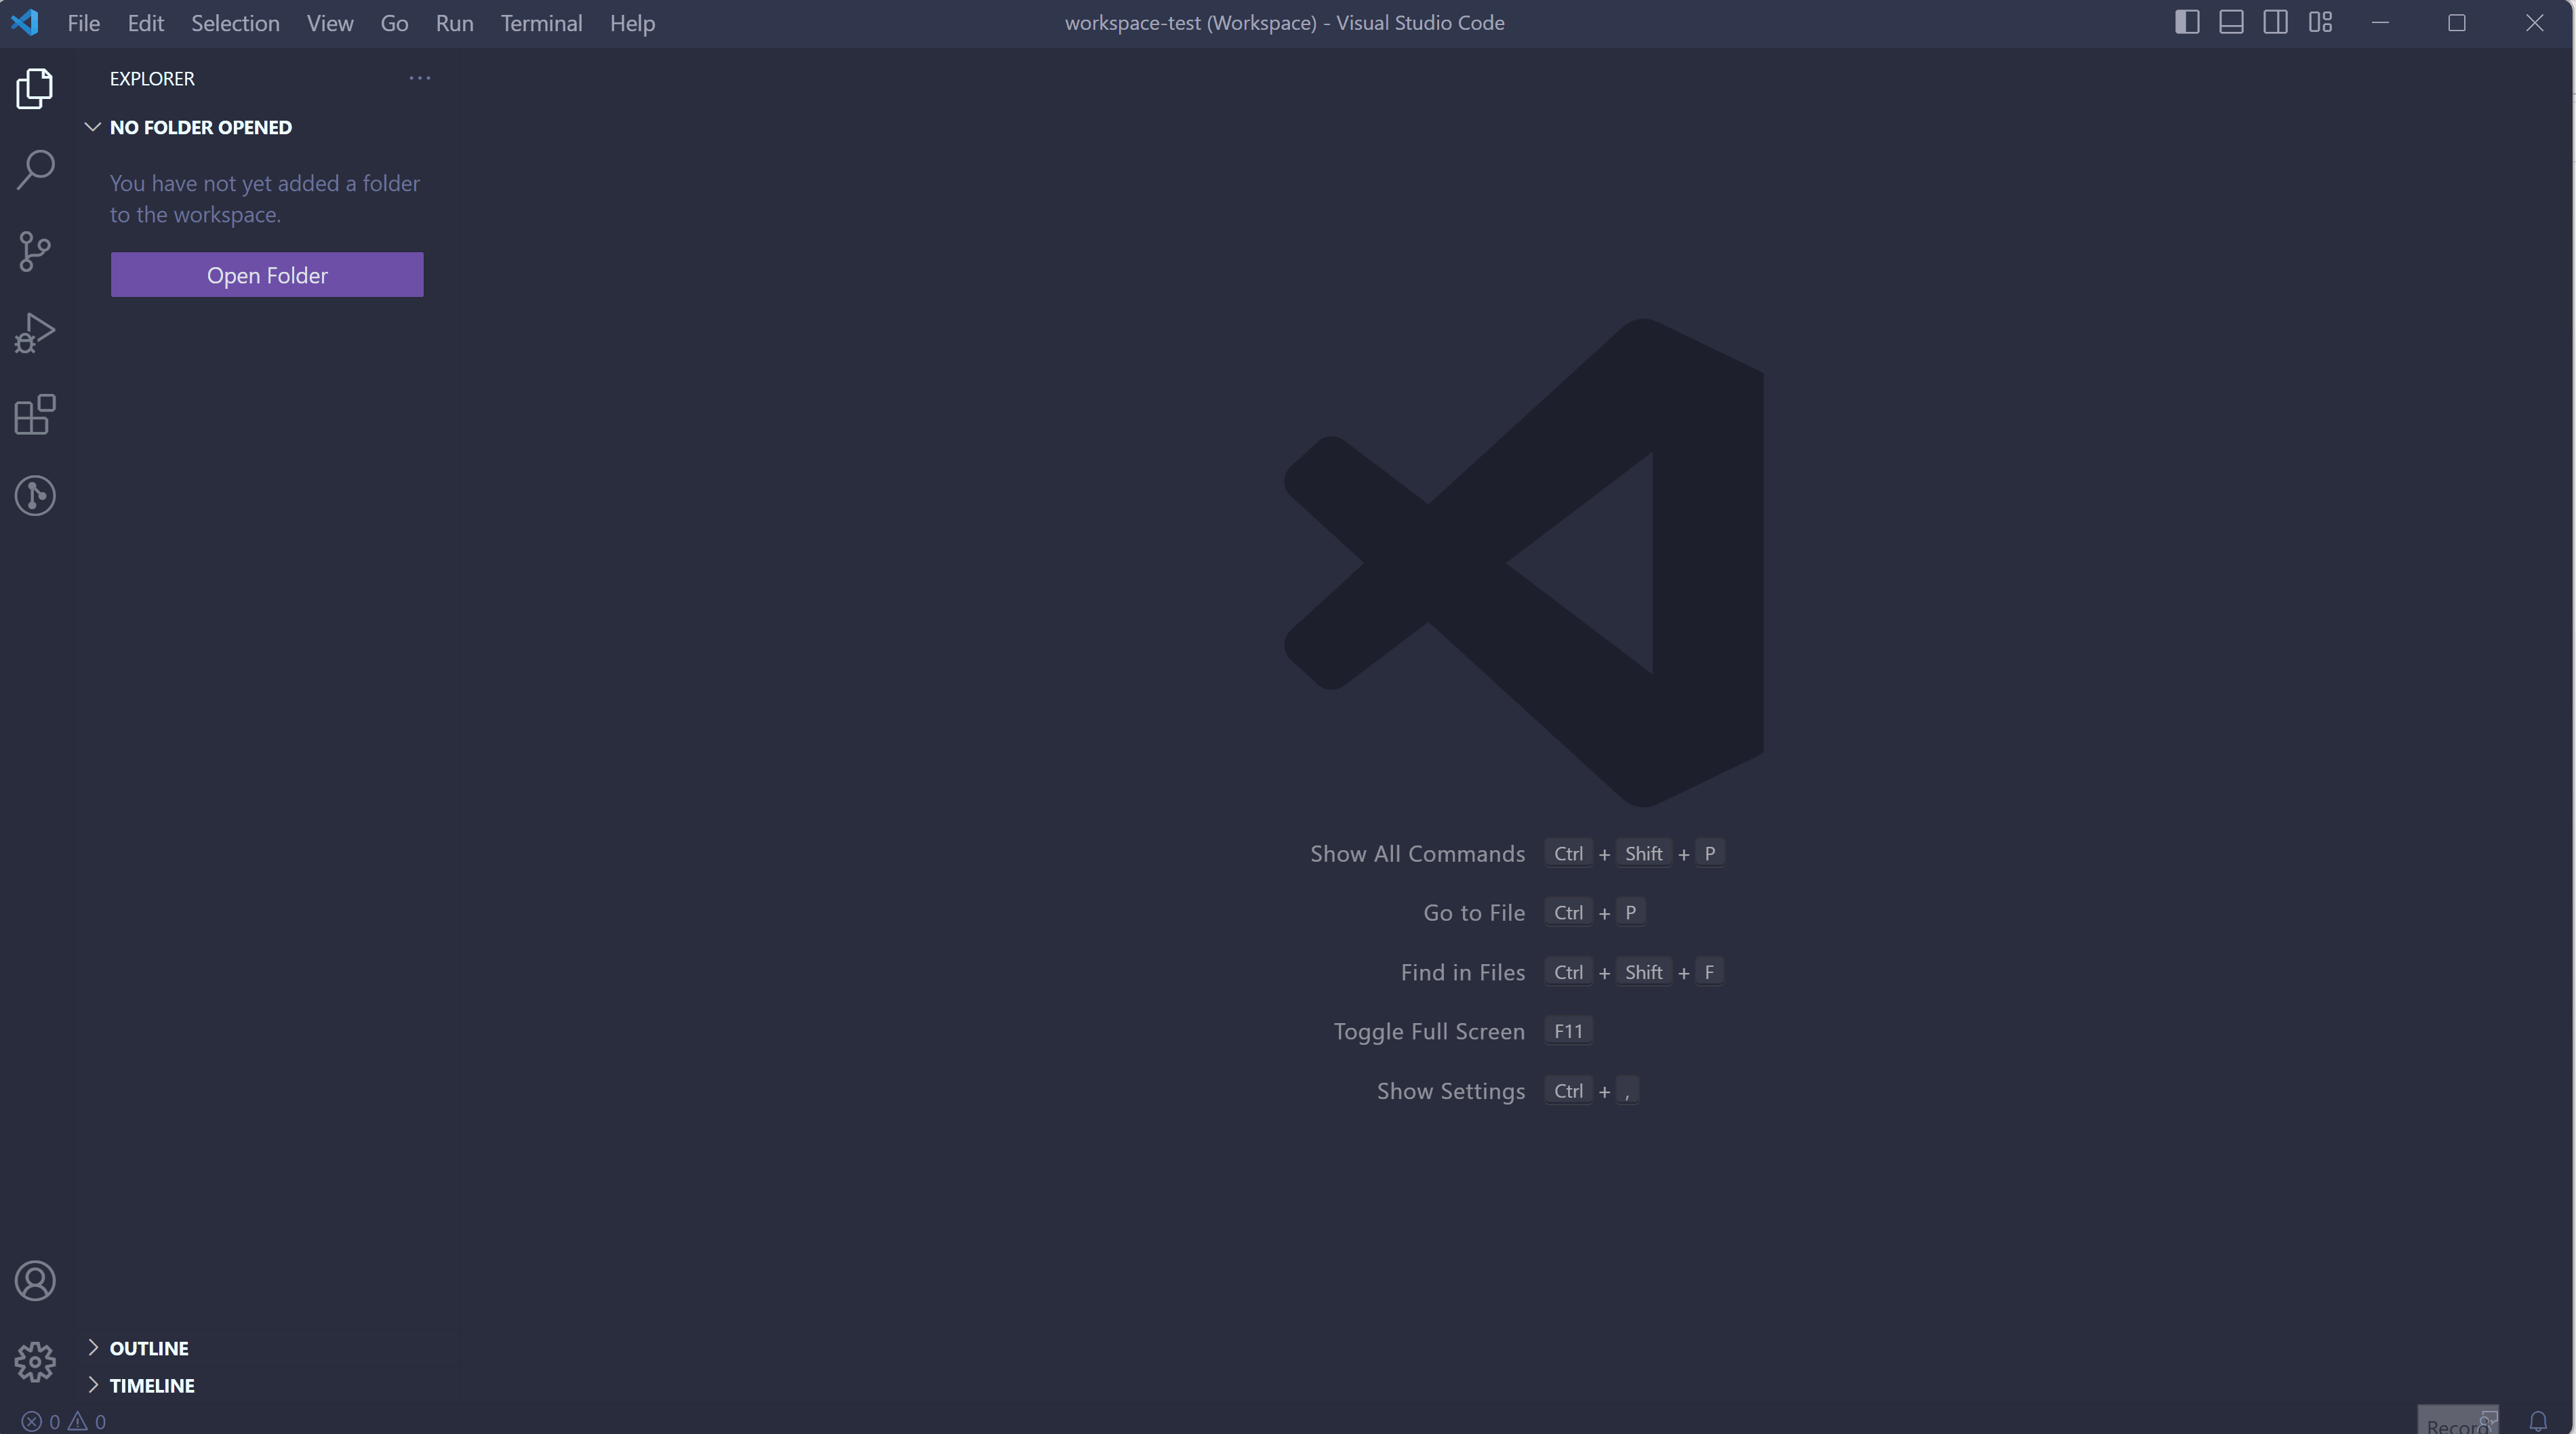 File Edit Selection View Go Run Terminal Help
workspace-test (Workspace) - Visual Studio Code
EXPLORER
NO FOLDER OPENED
You have not yet added a folder
to the workspace.
Open Folder
Show All Commands Ctrl + Shift + P
Go to File Ctrl + P
Find in Files Ctrl + Shift + F
Toggle Full Screen F11
Show Settings Ctrl + ,
OUTLINE
TIMELINE
0 0